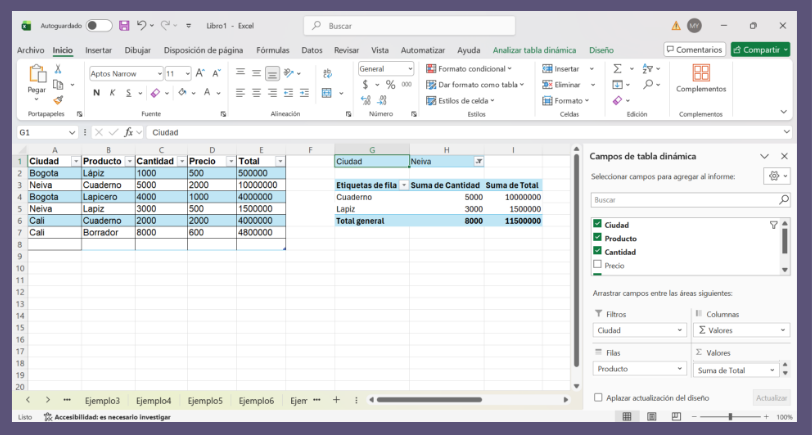 Autoguardado Libro1 - Excel Buscar MY
Archivo Inicio Insertar Dibujar Disposición de página Fórmulas Datos Revisar Vista Automatizar Ayuda Analizar tabla dinámica Diseño Comentarios Compartir
Pegar
Portapapeles
Aptos Narrow 11 A A
N K S A
Fuente
ab
Alineación
General
$ % 000
Número
Formato condicional
Dar formato como tabla
Estilos de celda
Estilos
Insertar
Eliminar
Formato
Celdas
Edición
Complementos
Complementos
G1 fx Ciudad
A B C D E F G H I
1 Ciudad Producto Cantidad Precio Total Ciudad Neiva
2 Bogota Lápiz 1000 500 500000
3 Neiva Cuaderno 5000 2000 10000000 Etiquetas de fila Suma de Cantidad Suma de Total
4 Bogota Lapicero 4000 1000 4000000 Cuaderno 5000 10000000
5 Neiva Lapiz 3000 500 1500000 Lapiz 3000 1500000
6 Cali Cuaderno 2000 2000 4000000 Total general 8000 11500000
7 Cali Borrador 8000 600 4800000
8
9
10
11
12
13
14
15
16
17
18
19
20
Campos de tabla dinámica
Seleccionar campos para agregar al informe:
Buscar
Ciudad
Producto
Cantidad
Precio
Arrastrar campos entre las áreas siguientes:
Filtros Columnas
Ciudad Σ Valores
Filas Σ Valores
Producto Suma de Total
Aplazar actualización del diseño Actualizar
Ejemplo3 Ejemplo4 Ejemplo5 Ejemplo6 Ejem
Listo Accesibilidad: es necesario investigar 100%